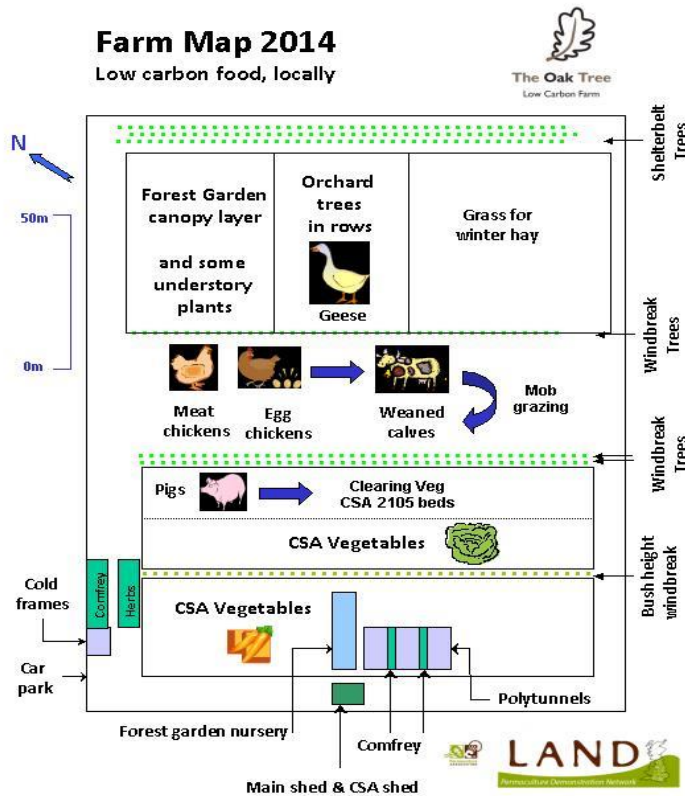 Farm Map 2014
Low carbon food, locally
The Oak Tree
Low Carbon Farm
N
50m
0m
Shelterbelt
Trees
Forest Garden
canopy layer
and some
understory
plants
Orchard
trees
in rows
Geese
Grass for
winter hay
Windbreak
Trees
Meat
chickens
Egg
chickens
Weaned
calves
Mob
grazing
Windbreak
Trees
Pigs
Clearing Veg
CSA 2105 beds
CSA Vegetables
Bush height
windbreak
Cold
frames
Comfrey
Herbs
CSA Vegetables
Car
park
Polytunnels
Forest garden nursery
Comfrey
Main shed & CSA shed
LAND
Permaculture Demonstration Network